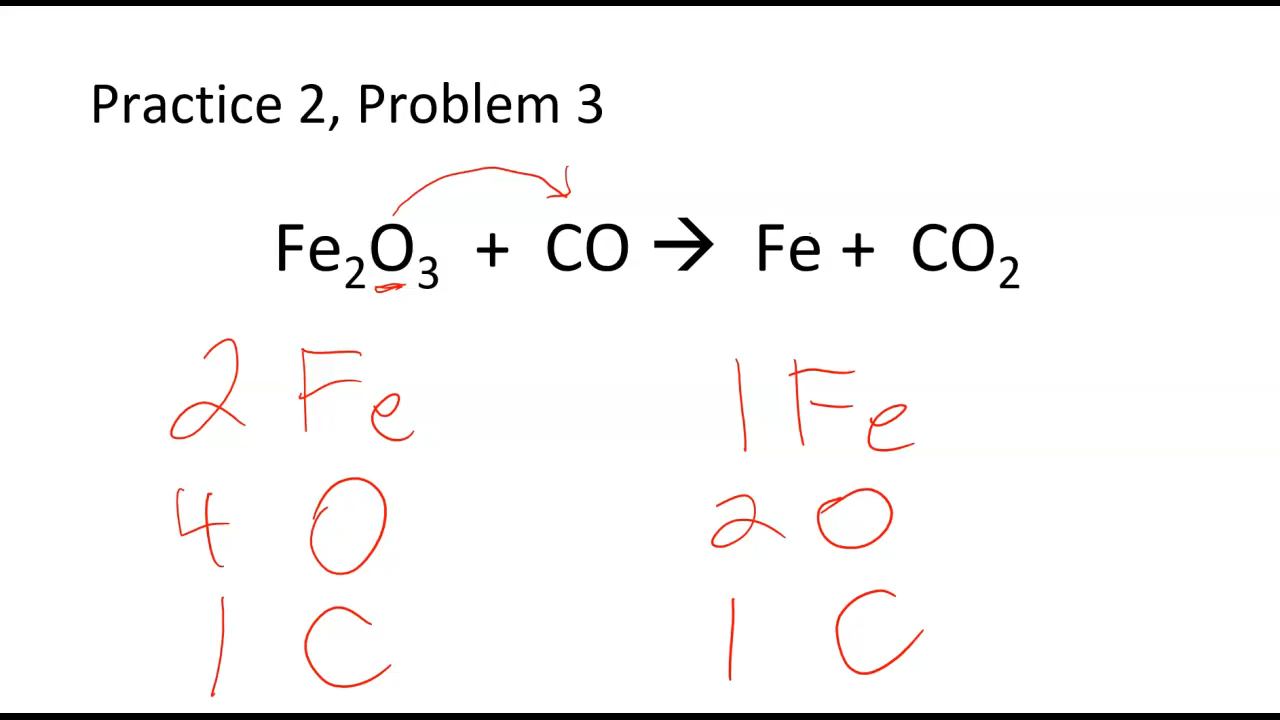 Practice 2, Problem 3
Fe₂O₃ + CO → Fe + CO₂
2 Fe 1 Fe
4 O 2 O
1 C 1 C